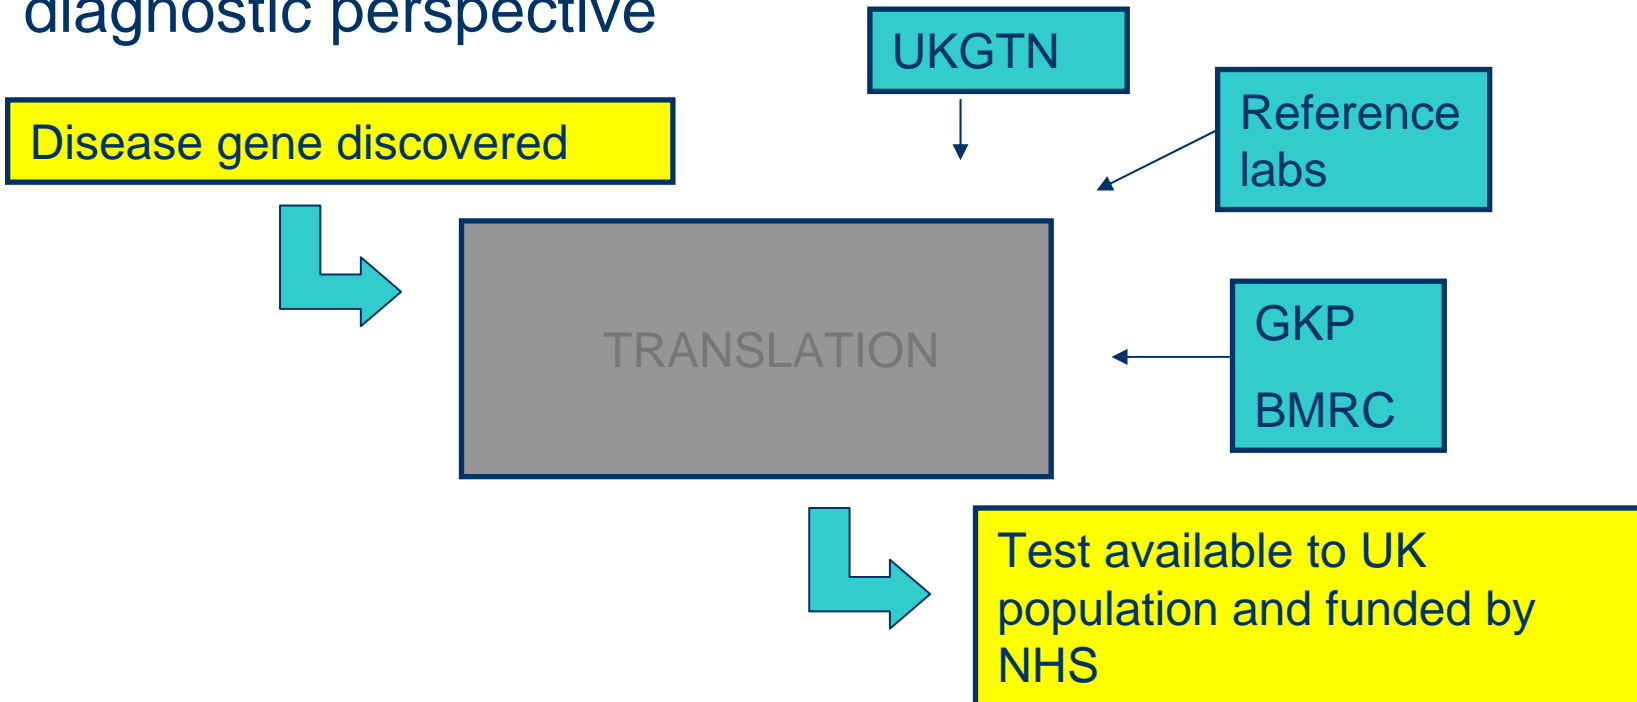 diagnostic perspective
UKGTN
Disease gene discovered
Reference
labs
TRANSLATION
GKP
BMRC
Test available to UK
population and funded by
NHS